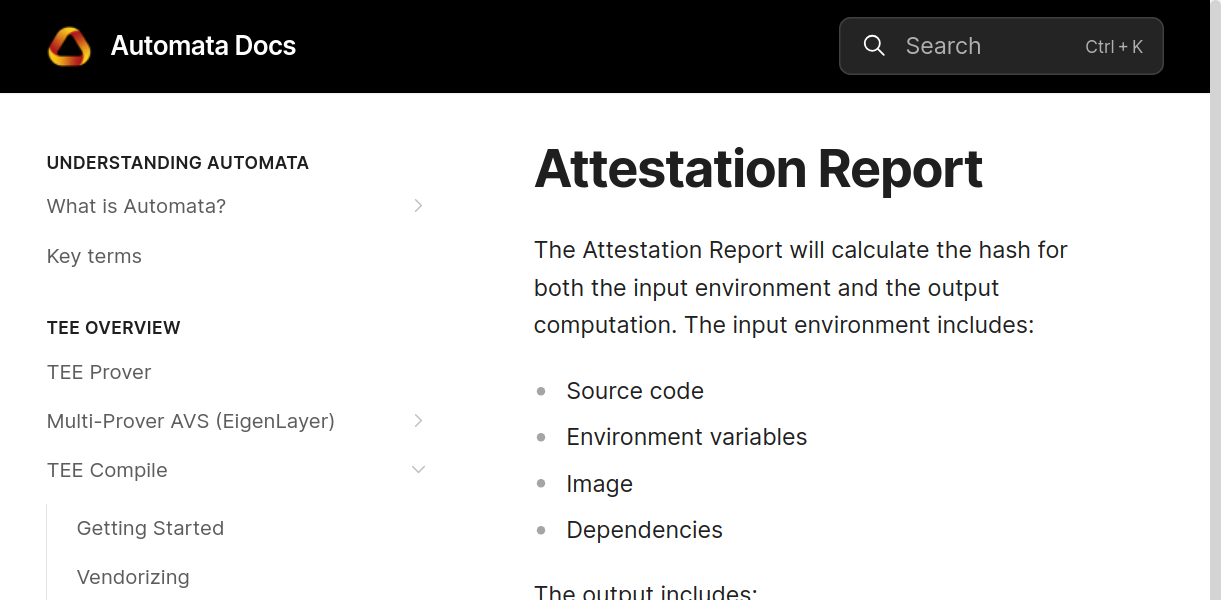 Automata Docs
Search
Ctrl + K
UNDERSTANDING AUTOMATA
What is Automata?
Key terms
TEE OVERVIEW
TEE Prover
Multi-Prover AVS (EigenLayer)
TEE Compile
Getting Started
Vendorizing
Attestation Report
The Attestation Report will calculate the hash for
both the input environment and the output
computation. The input environment includes:
Source code
Environment variables
Image
Dependencies
The output includes: